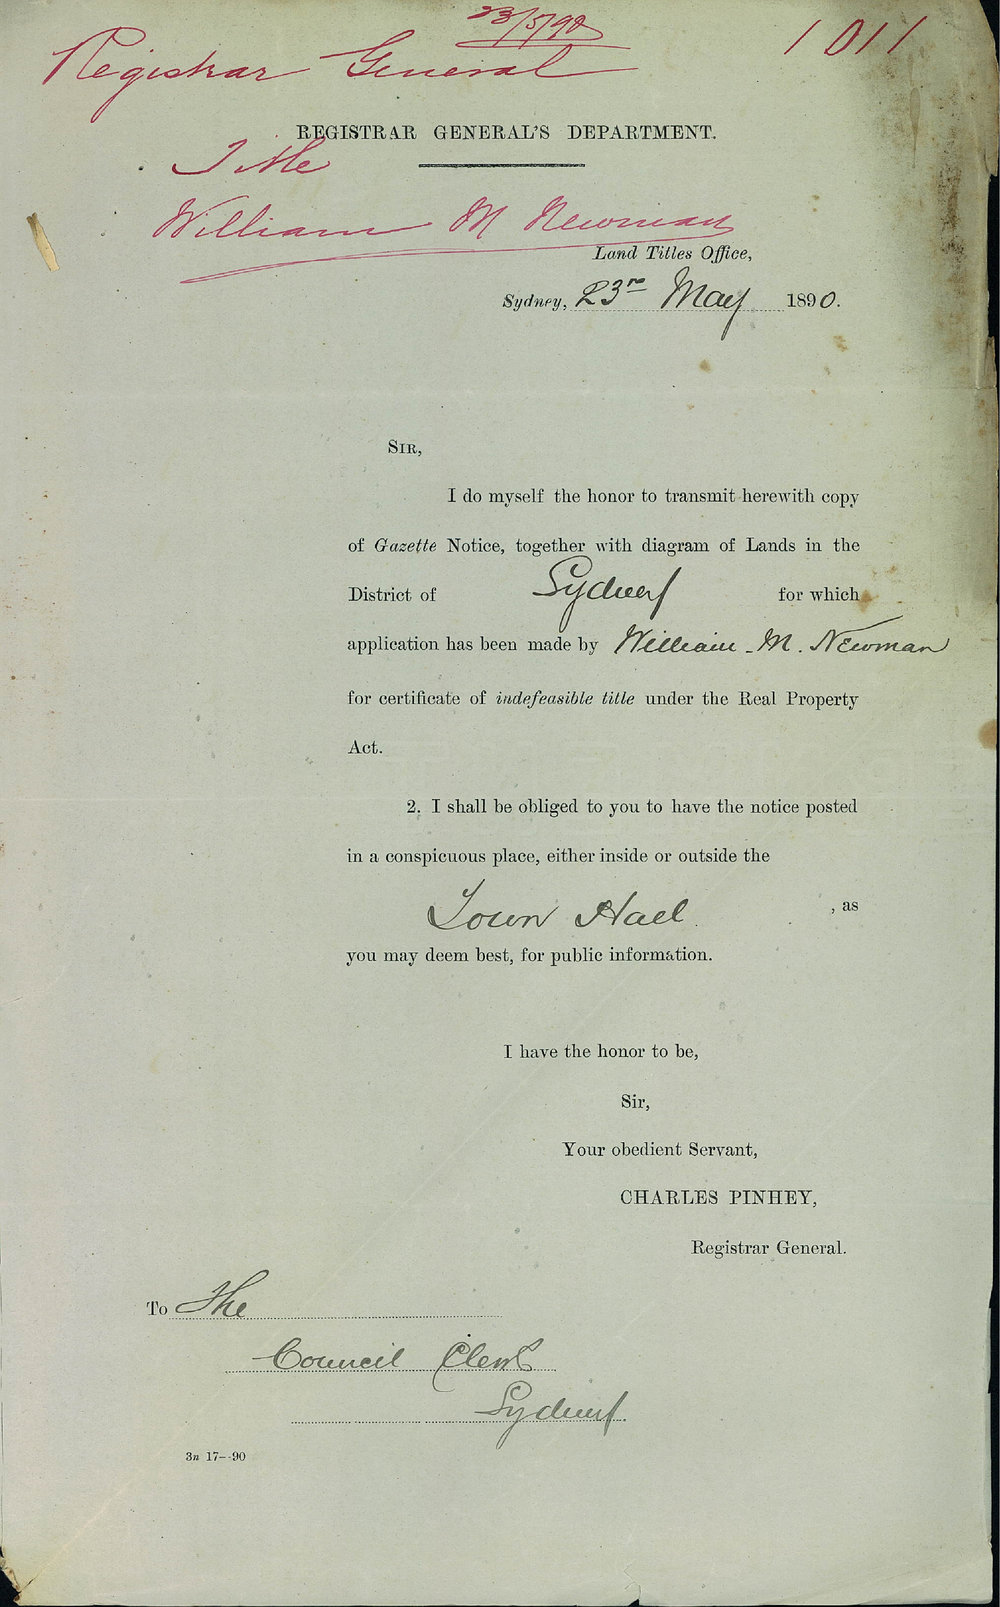 23/5/90
1011
Registrar General
REGISTRAR GENERAL'S DEPARTMENT.
Title
William M Newman
Land Titles Office,
Sydney, 23rd May 1890.
SIR,
I do myself the honor to transmit herewith copy
of Gazette Notice, together with diagram of Lands in the
District of Sydney for which
application has been made by William M. Newman
for certificate of indefeasible title under the Real Property
Act.
2. I shall be obliged to you to have the notice posted
in a conspicuous place, either inside or outside the
Town Hall , as
you may deem best, for public information.
I have the honor to be,
Sir,
Your obedient Servant,
CHARLES PINHEY,
Registrar General.
To The
Council Clerk
Sydney
3n 17--90